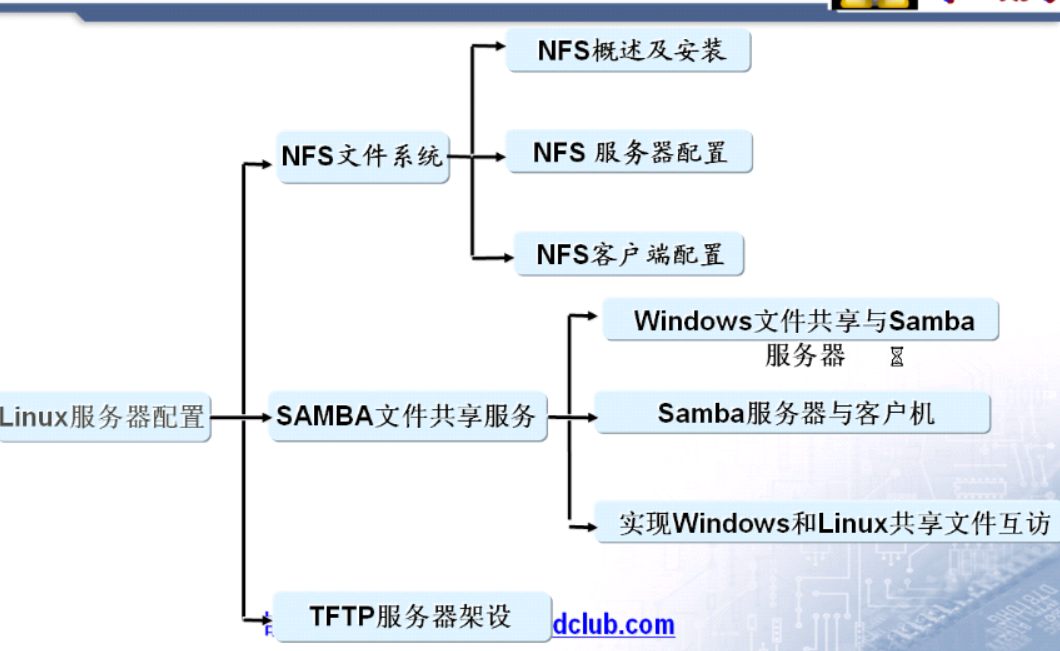 NFS概述及安装
NFS文件系统
NFS 服务器配置
NFS客户端配置
Windows文件共享与Samba
服务器
Linux服务器配置
SAMBA文件共享服务
Samba服务器与客户机
实现Windows和Linux共享文件互访
TFTP服务器架设
dclub.com